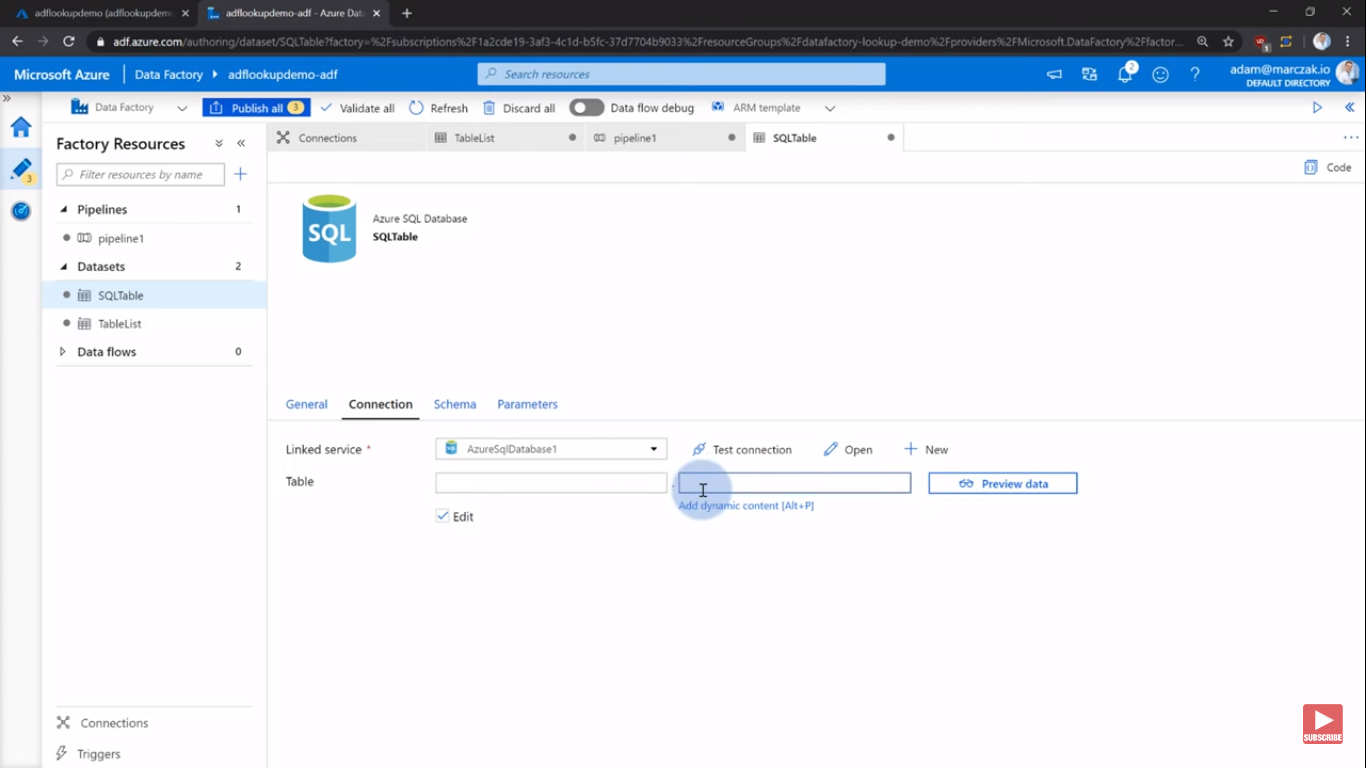 adflookupdemo (adflookupdemo
adflookupdemo-adf - Azure Dat
adf.azure.com/authoring/dataset/SQLTable?factory=%2Fsubscriptions%2F1a2cde19-3af3-4c1d-b5fc-37d7704b9033%2FresourceGroups%2Fdatafactory-lookup-demo%2Fproviders%2FMicrosoft.DataFactory%2Ffactor...
Microsoft Azure
Data Factory
adflookupdemo-adf
Search resources
2
adam@marczak.io
DEFAULT DIRECTORY
Data Factory
Publish all 3
Validate all
Refresh
Discard all
Data flow debug
ARM template
Factory Resources
Connections
TableList
pipeline1
SQLTable
Filter resources by name
Code
3
Pipelines 1
pipeline1
Datasets 2
SQLTable
TableList
Data flows 0
SQL
Azure SQL Database
SQLTable
General
Connection
Schema
Parameters
Linked service *
AzureSqlDatabase1
Test connection
Open
New
Table
.
Preview data
Add dynamic content [Alt+P]
Edit
Connections
Triggers
SUBSCRIBE